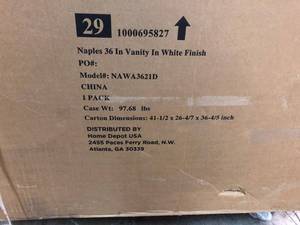 29 1000695827
Naples 36 In Vanity In White Finish
PO#:
Model#: NAWA3621D
CHINA
1 PACK
Case Wt: 97.68 lbs
Carton Dimensions: 41-1/2 x 26-4/7 x 36-4/5 inch
DISTRIBUTED BY
Home Depot USA
2455 Paces Ferry Road, N.W.
Atlanta, GA 30339